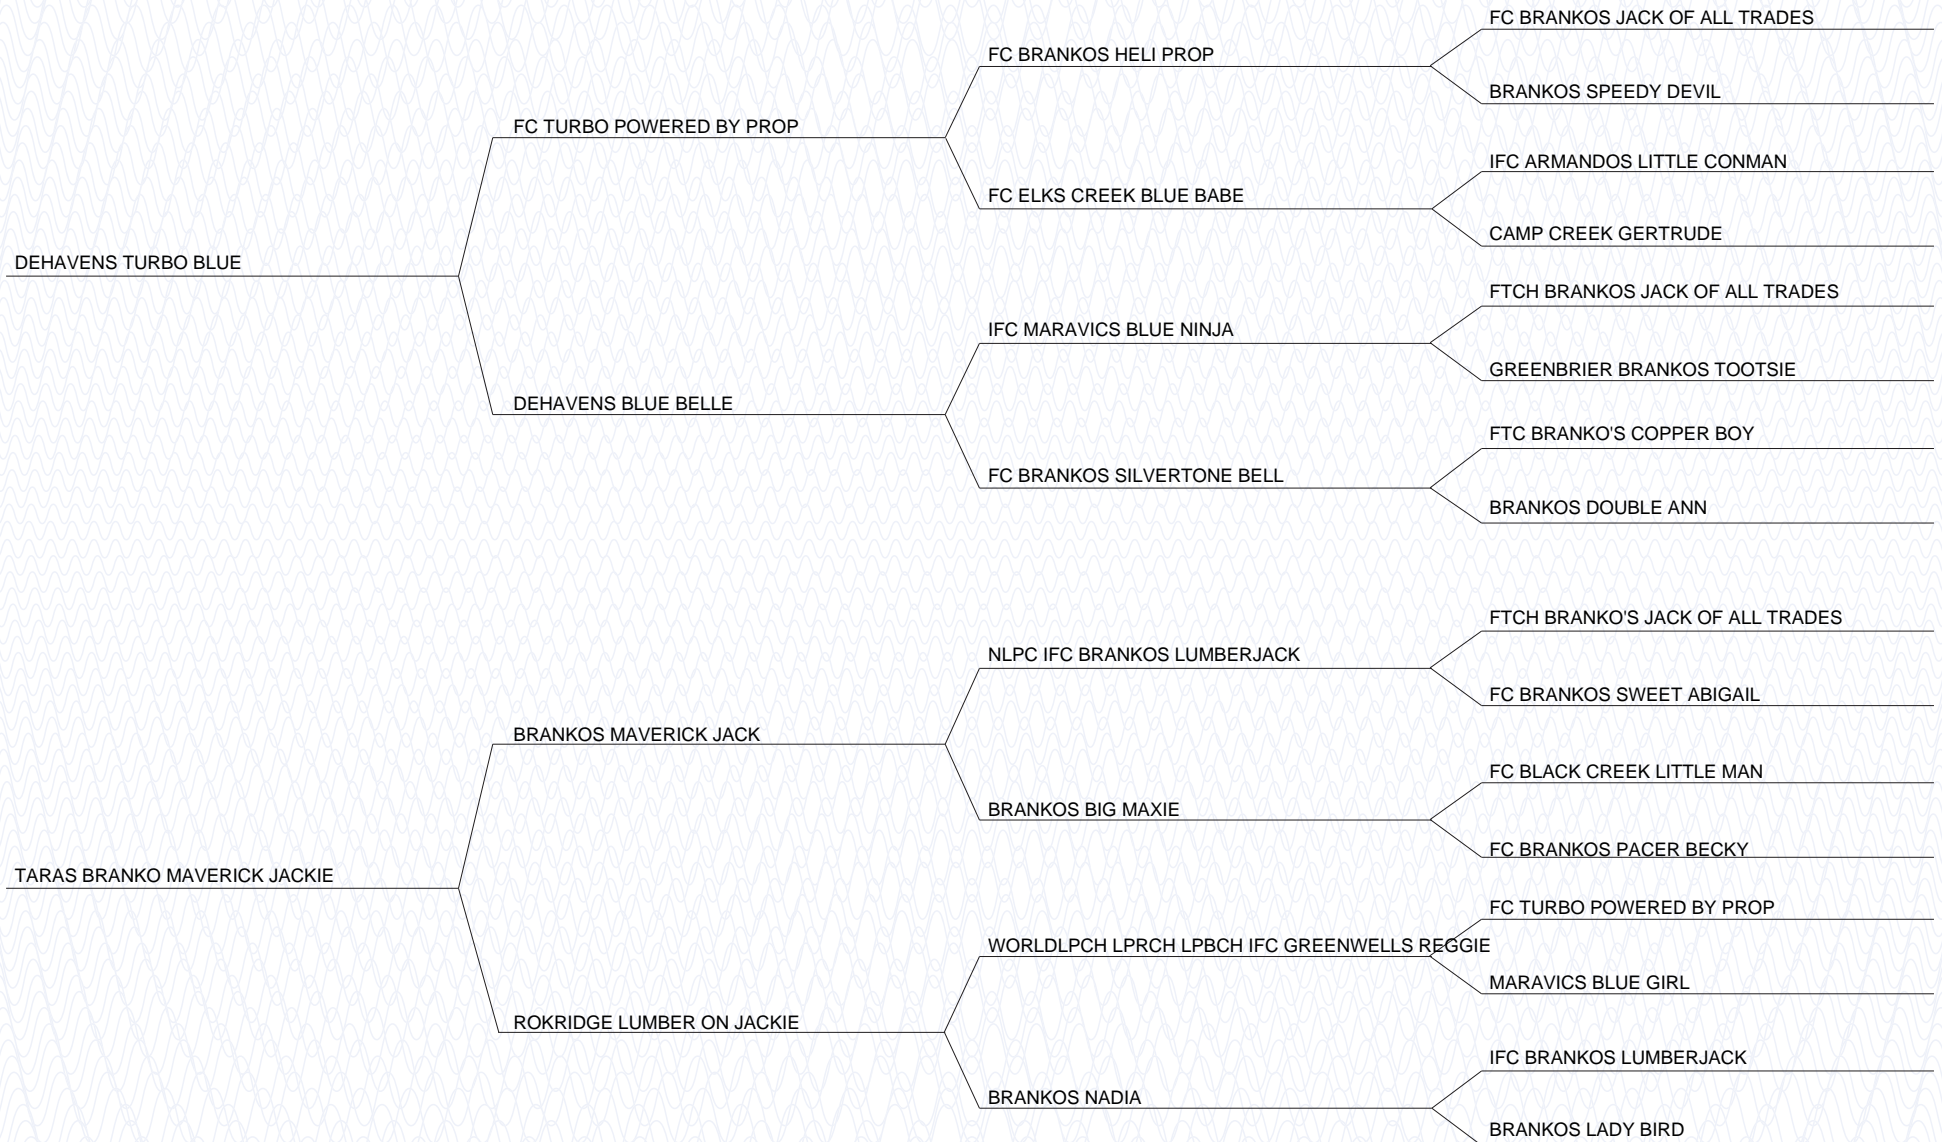 FC BRANKOS JACK OF ALL TRADES
FC BRANKOS HELI PROP
BRANKOS SPEEDY DEVIL
FC TURBO POWERED BY PROP
IFC ARMANDOS LITTLE CONMAN
FC ELKS CREEK BLUE BABE
CAMP CREEK GERTRUDE
DEHAVENS TURBO BLUE
FTCH BRANKOS JACK OF ALL TRADES
IFC MARAVICS BLUE NINJA
GREENBRIER BRANKOS TOOTSIE
DEHAVENS BLUE BELLE
FTC BRANKO'S COPPER BOY
FC BRANKOS SILVERTONE BELL
BRANKOS DOUBLE ANN
FTCH BRANKO'S JACK OF ALL TRADES
NLPC IFC BRANKOS LUMBERJACK
FC BRANKOS SWEET ABIGAIL
BRANKOS MAVERICK JACK
FC BLACK CREEK LITTLE MAN
BRANKOS BIG MAXIE
FC BRANKOS PACER BECKY
TARAS BRANKO MAVERICK JACKIE
FC TURBO POWERED BY PROP
WORLDLPCH LPRCH LPBCH IFC GREENWELLS REGGIE
MARAVICS BLUE GIRL
ROKRIDGE LUMBER ON JACKIE
IFC BRANKOS LUMBERJACK
BRANKOS NADIA
BRANKOS LADY BIRD